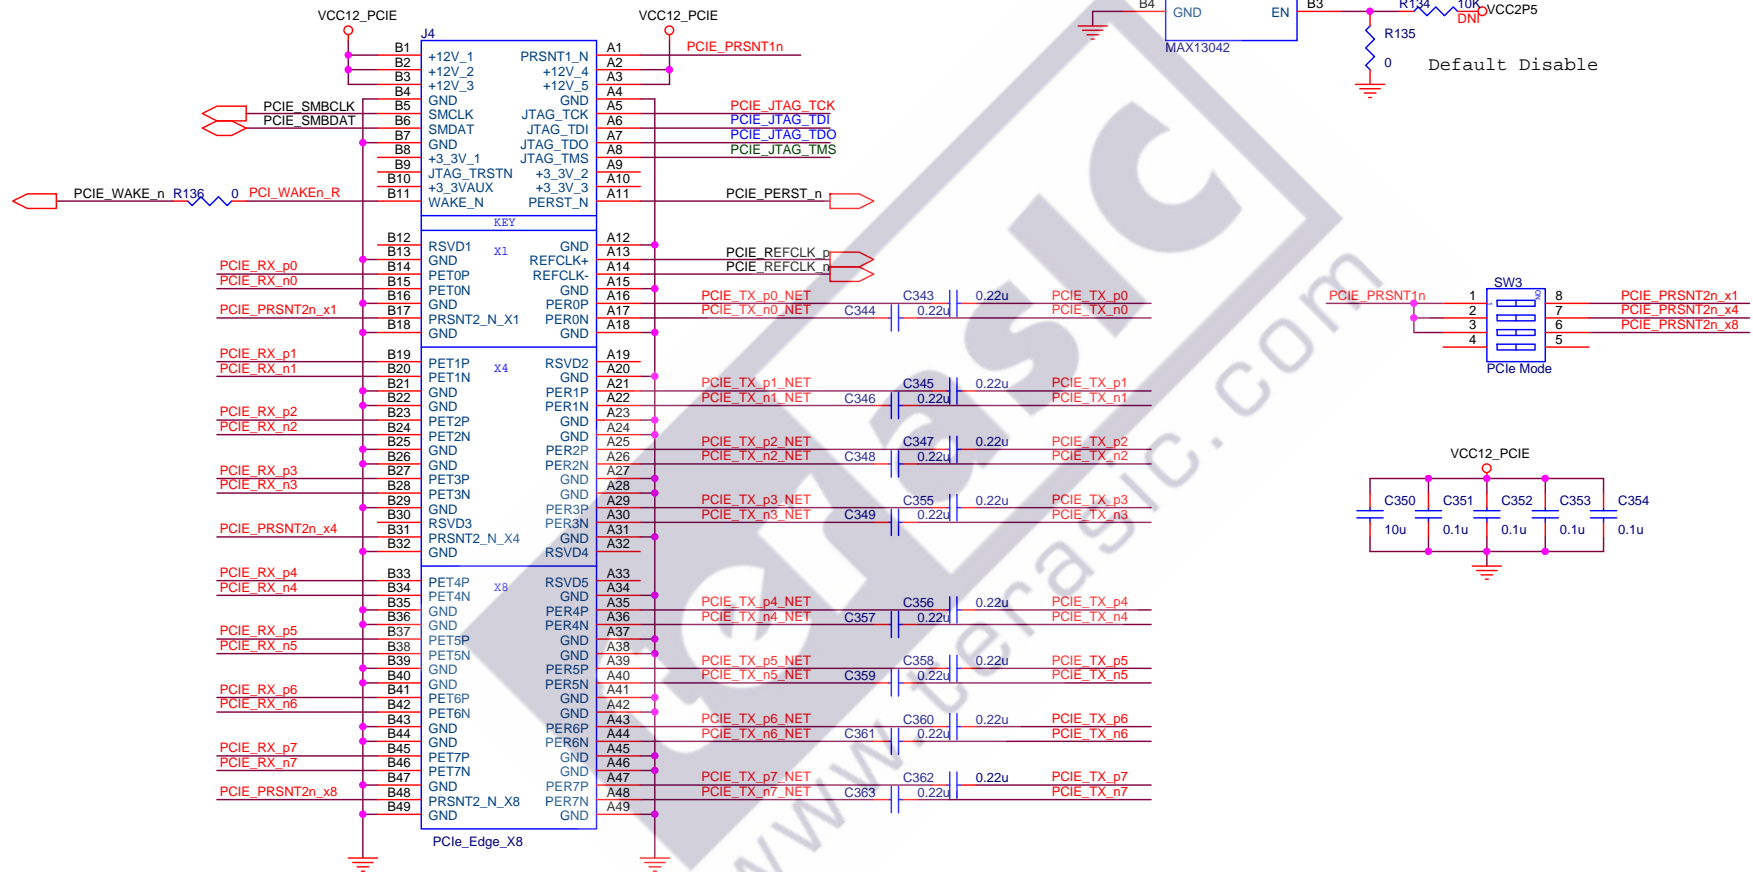 VCC12_PCIE VCC12_PCIE
J4
B1 +12V_1 PRSNT1_N A1 PCIE_PRSNT1n
B2 +12V_2 +12V_4 A2
B3 +12V_3 +12V_5 A3
B4 GND GND A4
PCIE_SMBCLK B5 SMCLK JTAG_TCK A5 PCIE_JTAG_TCK
PCIE_SMBDAT B6 SMDAT JTAG_TDI A6 PCIE_JTAG_TDI
B7 GND JTAG_TDO A7 PCIE_JTAG_TDO
B8 +3_3V_1 JTAG_TMS A8 PCIE_JTAG_TMS
B9 JTAG_TRSTN +3_3V_2 A9
B10 +3_3VAUX +3_3V_3 A10
PCIE_WAKE_n R136 0 PCI_WAKEn_R B11 WAKE_N PERST_N A11 PCIE_PERST_n
KEY
B12 RSVD1 X1 GND A12
B13 GND REFCLK+ A13 PCIE_REFCLK_p
PCIE_RX_p0 B14 PET0P REFCLK- A14 PCIE_REFCLK_n
PCIE_RX_n0 B15 PET0N GND A15
B16 GND PER0P A16 PCIE_TX_p0_NET C343 0.22u PCIE_TX_p0
PCIE_PRSNT2n_x1 B17 PRSNT2_N_X1 PER0N A17 PCIE_TX_n0_NET C344 0.22u PCIE_TX_n0
B18 GND GND A18
PCIE_RX_p1 B19 PET1P X4 RSVD2 A19
PCIE_RX_n1 B20 PET1N GND A20
B21 GND PER1P A21 PCIE_TX_p1_NET C345 0.22u PCIE_TX_p1
B22 GND PER1N A22 PCIE_TX_n1_NET C346 0.22u PCIE_TX_n1
PCIE_RX_p2 B23 PET2P GND A23
PCIE_RX_n2 B24 PET2N GND A24
B25 GND PER2P A25 PCIE_TX_p2_NET C347 0.22u PCIE_TX_p2
B26 GND PER2N A26 PCIE_TX_n2_NET C348 0.22u PCIE_TX_n2
PCIE_RX_p3 B27 PET3P GND A27
PCIE_RX_n3 B28 PET3N GND A28
B29 GND PER3P A29 PCIE_TX_p3_NET C355 0.22u PCIE_TX_p3
B30 RSVD3 PER3N A30 PCIE_TX_n3_NET C349 0.22u PCIE_TX_n3
PCIE_PRSNT2n_x4 B31 PRSNT2_N_X4 GND A31
B32 GND RSVD4 A32
PCIE_RX_p4 B33 PET4P X8 RSVD5 A33
PCIE_RX_n4 B34 PET4N GND A34
B35 GND PER4P A35 PCIE_TX_p4_NET C356 0.22u PCIE_TX_p4
B36 GND PER4N A36 PCIE_TX_n4_NET C357 0.22u PCIE_TX_n4
PCIE_RX_p5 B37 PET5P GND A37
PCIE_RX_n5 B38 PET5N GND A38
B39 GND PER5P A39 PCIE_TX_p5_NET C358 0.22u PCIE_TX_p5
B40 GND PER5N A40 PCIE_TX_n5_NET C359 0.22u PCIE_TX_n5
PCIE_RX_p6 B41 PET6P GND A41
PCIE_RX_n6 B42 PET6N GND A42
B43 GND PER6P A43 PCIE_TX_p6_NET C360 0.22u PCIE_TX_p6
B44 GND PER6N A44 PCIE_TX_n6_NET C361 0.22u PCIE_TX_n6
PCIE_RX_p7 B45 PET7P GND A45
PCIE_RX_n7 B46 PET7N GND A46
B47 GND PER7P A47 PCIE_TX_p7_NET C362 0.22u PCIE_TX_p7
PCIE_PRSNT2n_x8 B48 PRSNT2_N_X8 PER7N A48 PCIE_TX_n7_NET C363 0.22u PCIE_TX_n7
B49 GND GND A49
PCIe_Edge_X8
B4 GND EN B3 R134 10K VCC2P5
DNI
MAX13042
R135
0
Default Disable
SW3
ON
PCIE_PRSNT1n 1 1 8 PCIE_PRSNT2n_x1
2 7 PCIE_PRSNT2n_x4
3 6 PCIE_PRSNT2n_x8
4 5
PCIe Mode
VCC12_PCIE
C350 C351 C352 C353 C354
10u 0.1u 0.1u 0.1u 0.1u
terasic
www.terasic.com